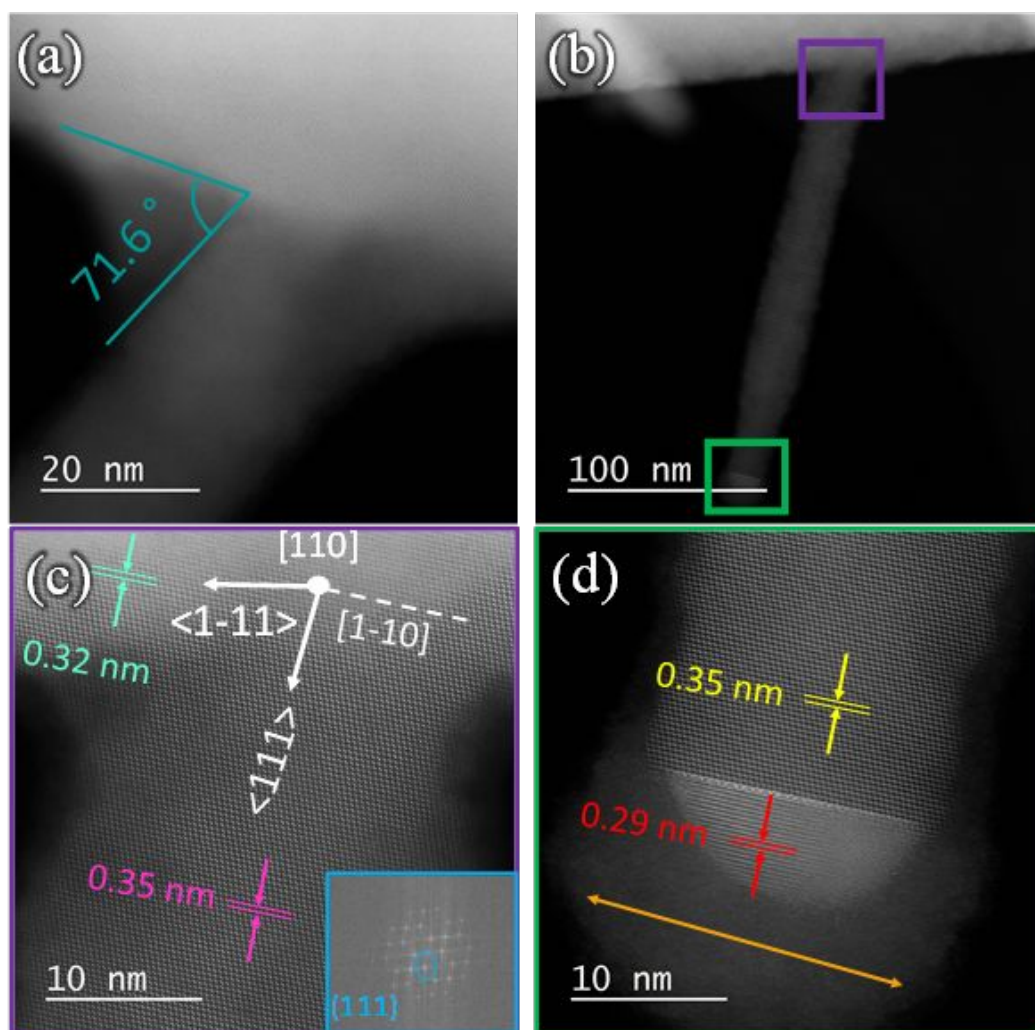 (a)
71.6 °
20 nm
(b)
100 nm
(c)
[110]
<1-11>
[1-10]
0.32 nm
<111>
0.35 nm
10 nm
{111}
(d)
0.35 nm
0.29 nm
10 nm